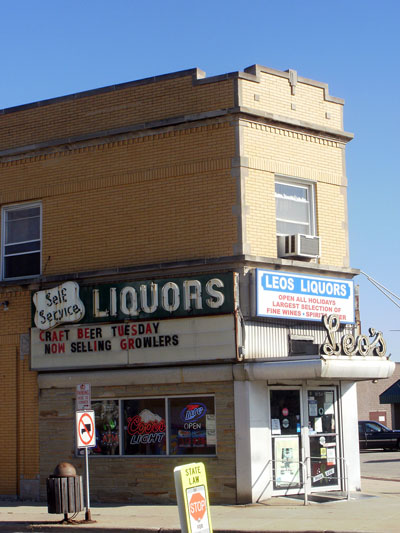 Self
Service
LIQUORS
CRAFT BEER TUESDAY
NOW SELLING GROWLERS
LEOS LIQUORS
OPEN ALL HOLIDAYS
LARGEST SELECTION OF
FINE WINES • SPIRITS
Leo's
Coors
LIGHT
OPEN
STATE
LAW
STOP